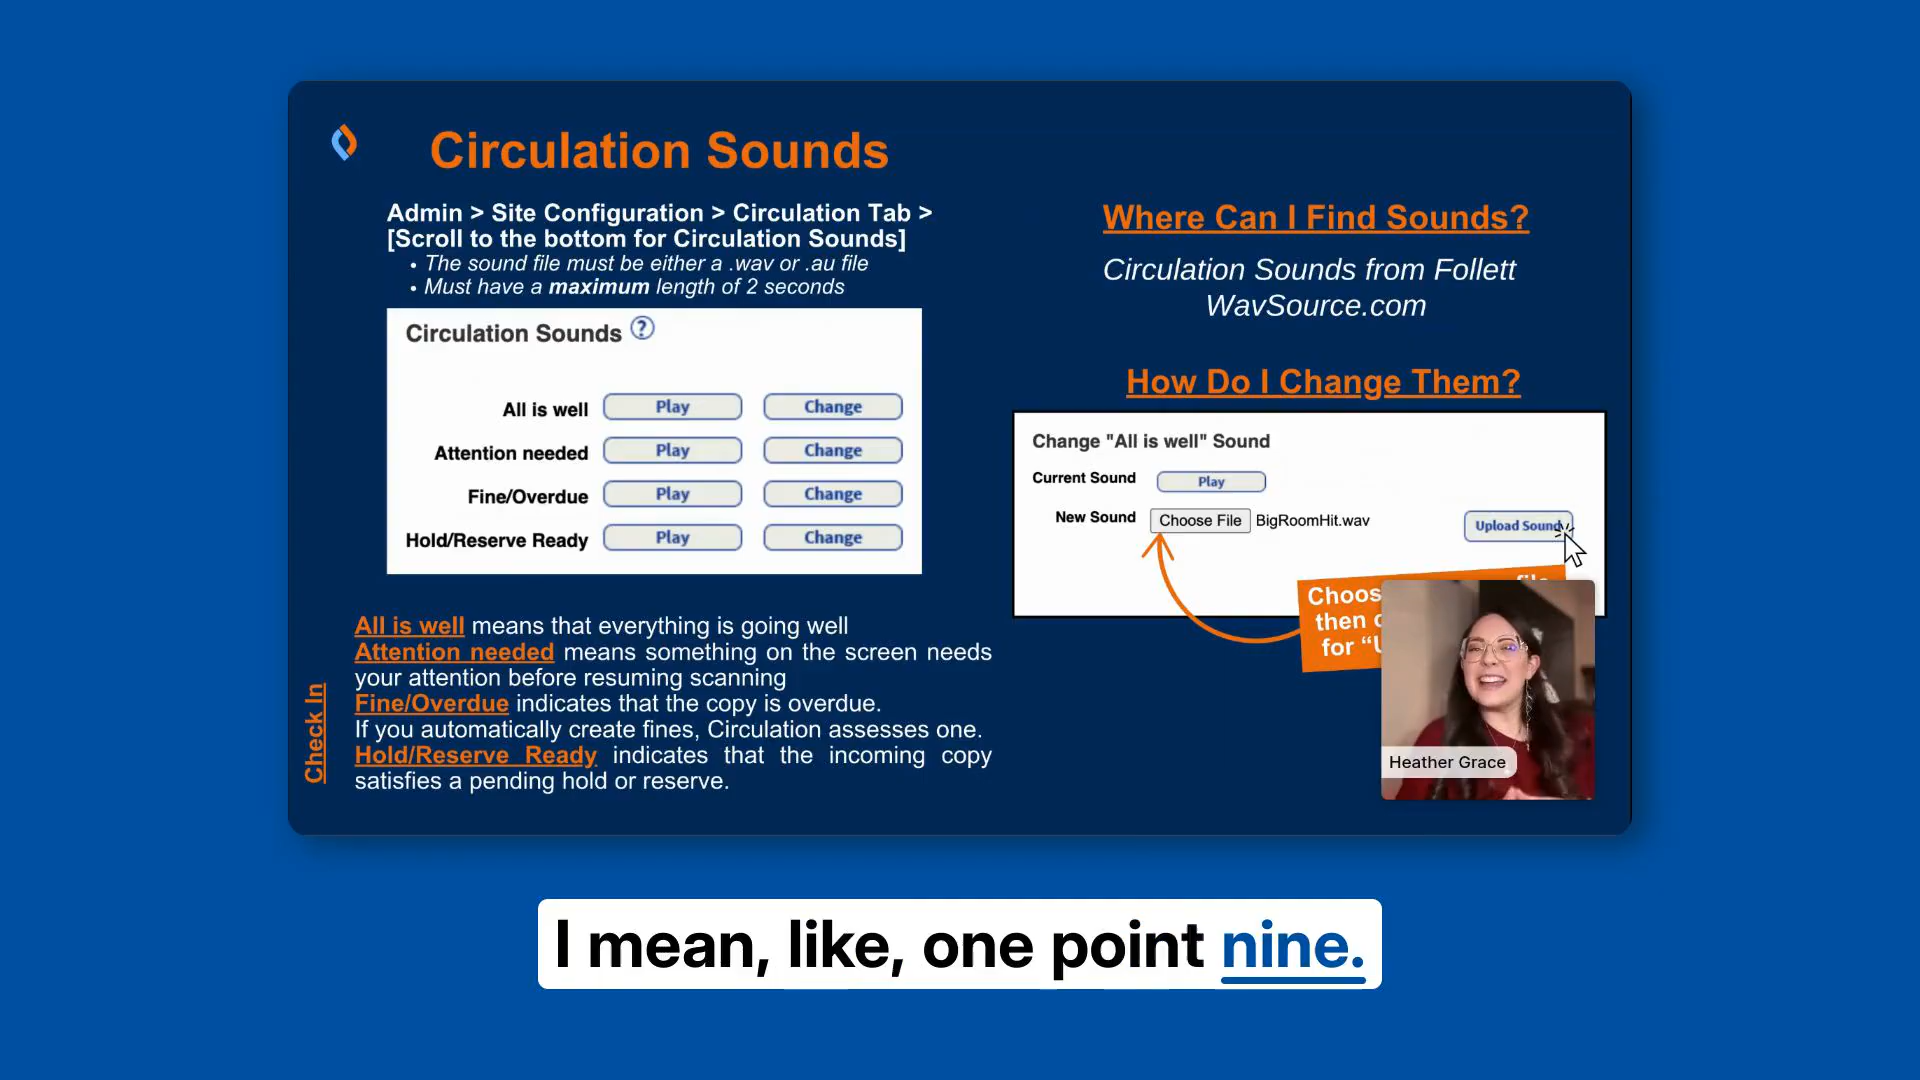 Circulation Sounds
Admin > Site Configuration > Circulation Tab >
[Scroll to the bottom for Circulation Sounds]
• The sound file must be either a .wav or .au file
• Must have a maximum length of 2 seconds
Circulation Sounds ?
All is well Play Change
Attention needed Play Change
Fine/Overdue Play Change
Hold/Reserve Ready Play Change
Check In
All is well means that everything is going well
Attention needed means something on the screen needs
your attention before resuming scanning
Fine/Overdue indicates that the copy is overdue.
If you automatically create fines, Circulation assesses one.
Hold/Reserve Ready indicates that the incoming copy
satisfies a pending hold or reserve.
Where Can I Find Sounds?
Circulation Sounds from Follett
WavSource.com
How Do I Change Them?
Change "All is well" Sound
Current Sound Play
New Sound Choose File BigRoomHit.wav
Upload Sound
then
for
Heather Grace
I mean, like, one point nine.